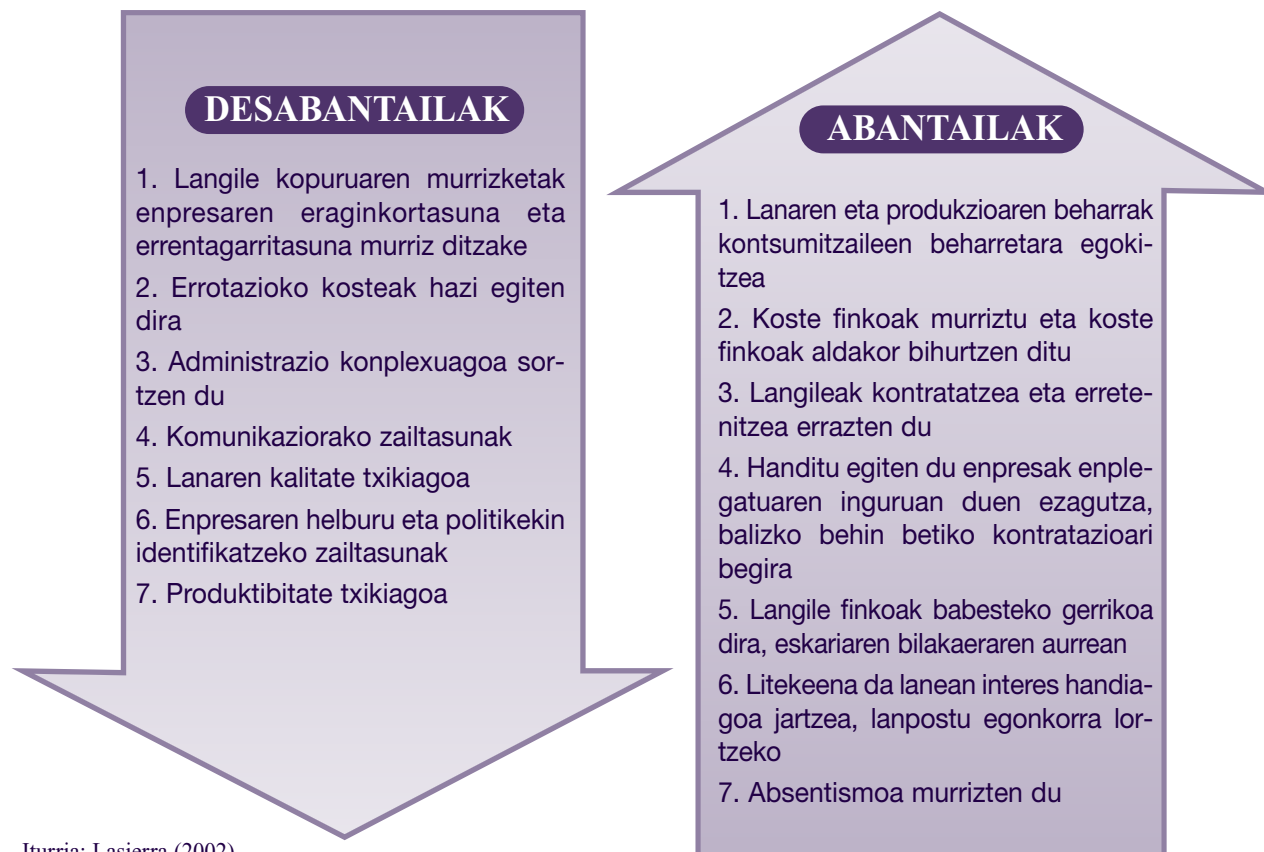 DESABANTAILAK
1. Langile kopuruaren murrizketak
enpresaren eraginkortasuna eta
errentagarritasuna murriz ditzake
2. Errotazioko kosteak hazi egiten
dira
3. Administrazio konplexuagoa sor-
tzen du
4. Komunikaziorako zailtasunak
5. Lanaren kalitate txikiagoa
6. Enpresaren helburu eta politikekin
identifikatzeko zailtasunak
7. Produktibitate txikiagoa
ABANTAILAK
1. Lanaren eta produkzioaren beharrak
kontsumitzaileen beharretara egoki-
tzea
2. Koste finkoak murriztu eta koste
finkoak aldakor bihurtzen ditu
3. Langileak kontratatzea eta errete-
nitzea errazten du
4. Handitu egiten du enpresak enple-
gatuaren inguruan duen ezagutza,
balizko behin betiko kontratazioari
begira
5. Langile finkoak babesteko gerrikoa
dira, eskariaren bilakaeraren aurrean
6. Litekeena da lanean interes handia-
goa jartzea, lanpostu egonkorra lor-
tzeko
7. Absentismoa murrizten du
Iturria: Lasierra (2002)